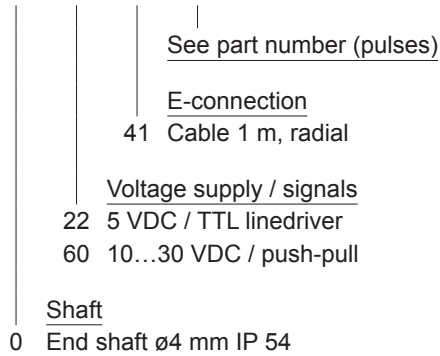 See part number (pulses)
E-connection
41 Cable 1 m, radial
Voltage supply / signals
22 5 VDC / TTL linedriver
60 10…30 VDC / push-pull
Shaft
0 End shaft ø4 mm IP 54